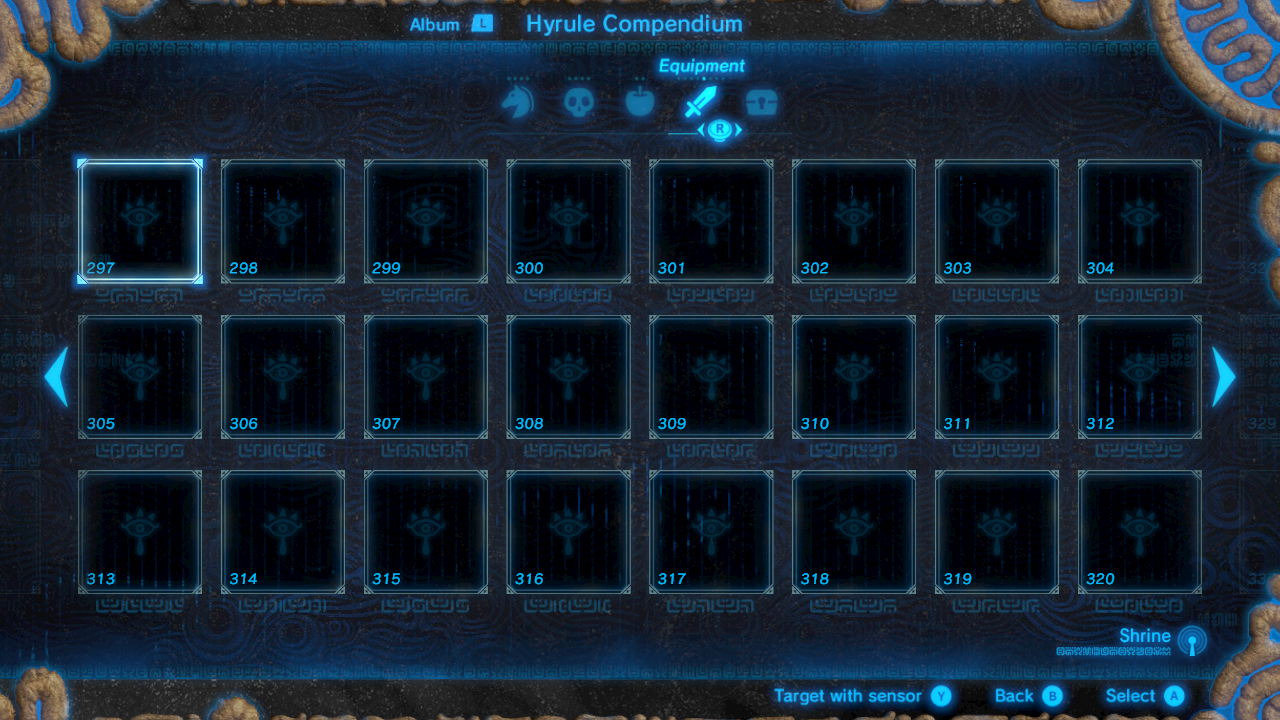 Album L Hyrule Compendium
Equipment
R
297 298 299 300 301 302 303 304
305 306 307 308 309 310 311 312
329
313 314 315 316 317 318 319 320
Shrine
Target with sensor Y Back B Select A